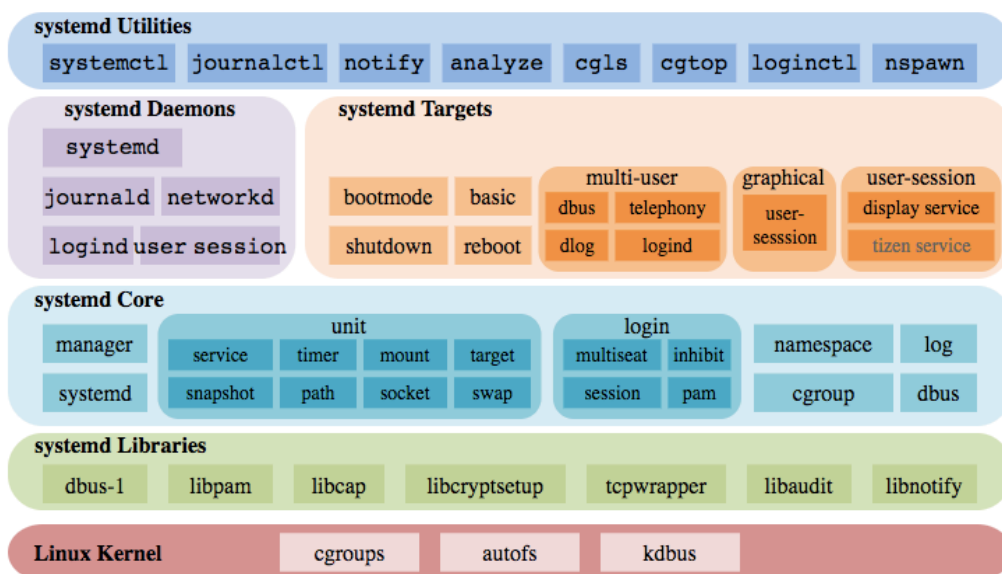 systemd Utilities
systemctl journalctl notify analyze cgls cgtop loginctl nspawn
systemd Daemons
systemd
journald networkd
logind user session
systemd Targets
bootmode basic
shutdown reboot
multi-user
dbus telephony
dlog logind
graphical
user-
sesssion
user-session
display service
tizen service
systemd Core
manager
systemd
unit
service timer mount target
snapshot path socket swap
login
multiseat inhibit
session pam
namespace log
cgroup dbus
systemd Libraries
dbus-1 libpam libcap libcryptsetup tcpwrapper libaudit libnotify
Linux Kernel cgroups autofs kdbus